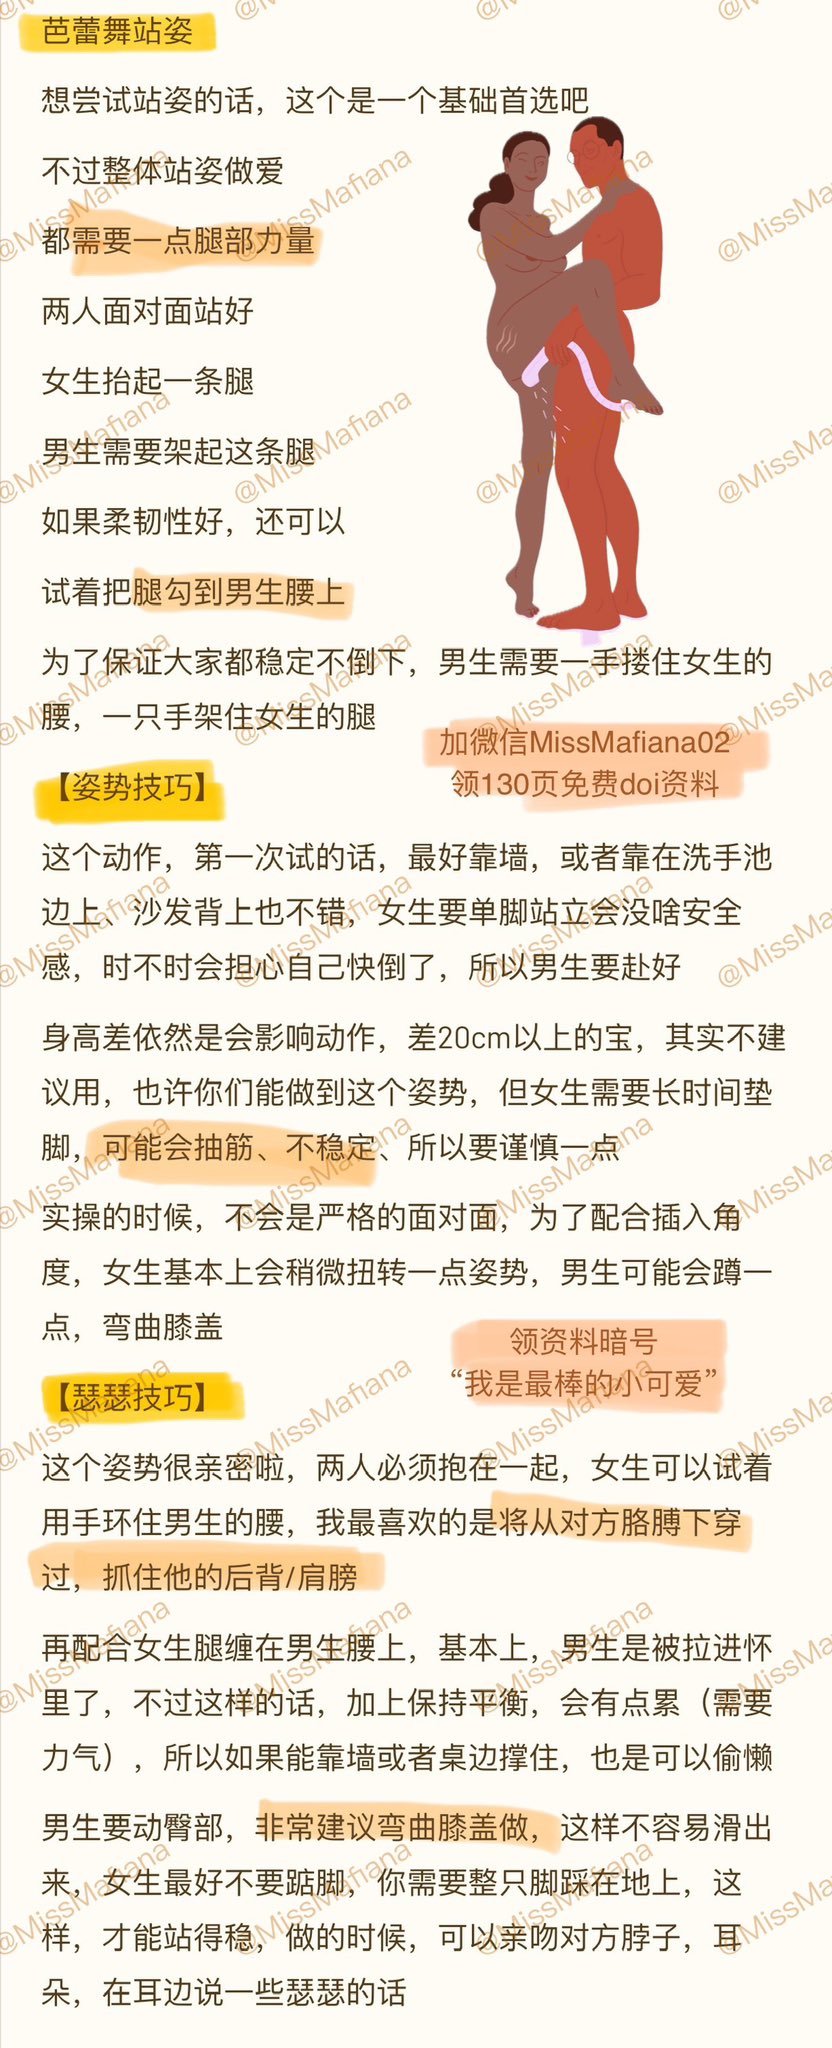 芭蕾舞站姿
想尝试站姿的话，这个是一个基础首选吧
不过整体站姿做爱
都需要一点腿部力量
两人面对面站好
女生抬起一条腿
男生需要架起这条腿
如果柔韧性好，还可以
试着把腿勾到男生腰上
为了保证大家都稳定不倒下，男生需要一手搂住女生的
腰，一只手架住女生的腿
加微信MissMafiana02
领130页免费doi资料
【姿势技巧】
这个动作，第一次试的话，最好靠墙，或者靠在洗手池
边上、沙发背上也不错，女生要单脚站立会没啥安全
感，时不时会担心自己快倒了，所以男生要赴好
身高差依然是会影响动作，差20cm以上的宝，其实不建
议用，也许你们能做到这个姿势，但女生需要长时间垫
脚，可能会抽筋、不稳定、所以要谨慎一点
实操的时候，不会是严格的面对面，为了配合插入角
度，女生基本上会稍微扭转一点姿势，男生可能会蹲一
点，弯曲膝盖
领资料暗号
“我是最棒的小可爱”
【瑟瑟技巧】
这个姿势很亲密啦，两人必须抱在一起，女生可以试着
用手环住男生的腰，我最喜欢的是将从对方胳膊下穿
过，抓住他的后背/肩膀
再配合女生腿缠在男生腰上，基本上，男生是被拉进怀
里了，不过这样的话，加上保持平衡，会有点累（需要
力气），所以如果能靠墙或者桌边撑住，也是可以偷懒
男生要动臀部，非常建议弯曲膝盖做，这样不容易滑出
来，女生最好不要踮脚，你需要整只脚踩在地上，这
样，才能站得稳，做的时候，可以亲吻对方脖子，耳
朵，在耳边说一些瑟瑟的话
@MissMafiana